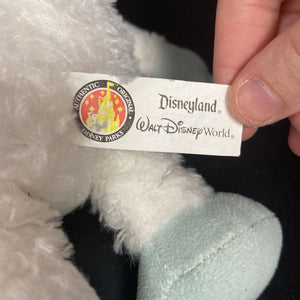 AUTHENTIC ORIGINAL
DISNEY PARKS
Disneyland®
WALT DISNEY World®